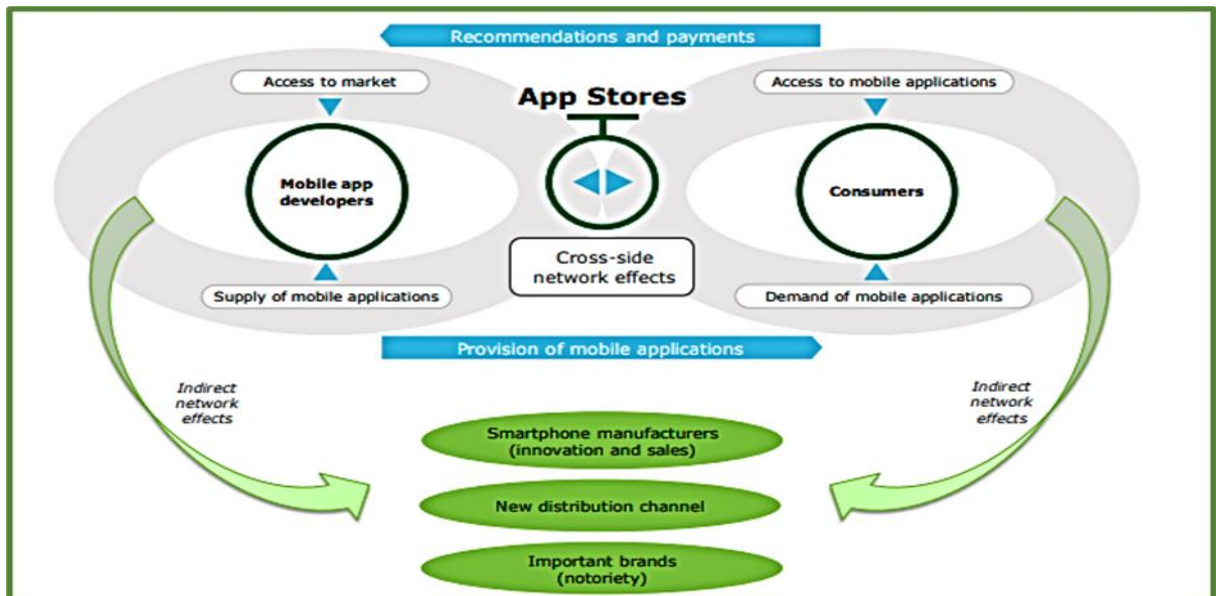 Recommendations and payments
Access to market
App Stores
Access to mobile applications
Mobile app
developers
Consumers
Cross-side
network effects
Supply of mobile applications
Demand of mobile applications
Provision of mobile applications
Indirect
network
effects
Indirect
network
effects
Smartphone manufacturers
(innovation and sales)
New distribution channel
Important brands
(notoriety)